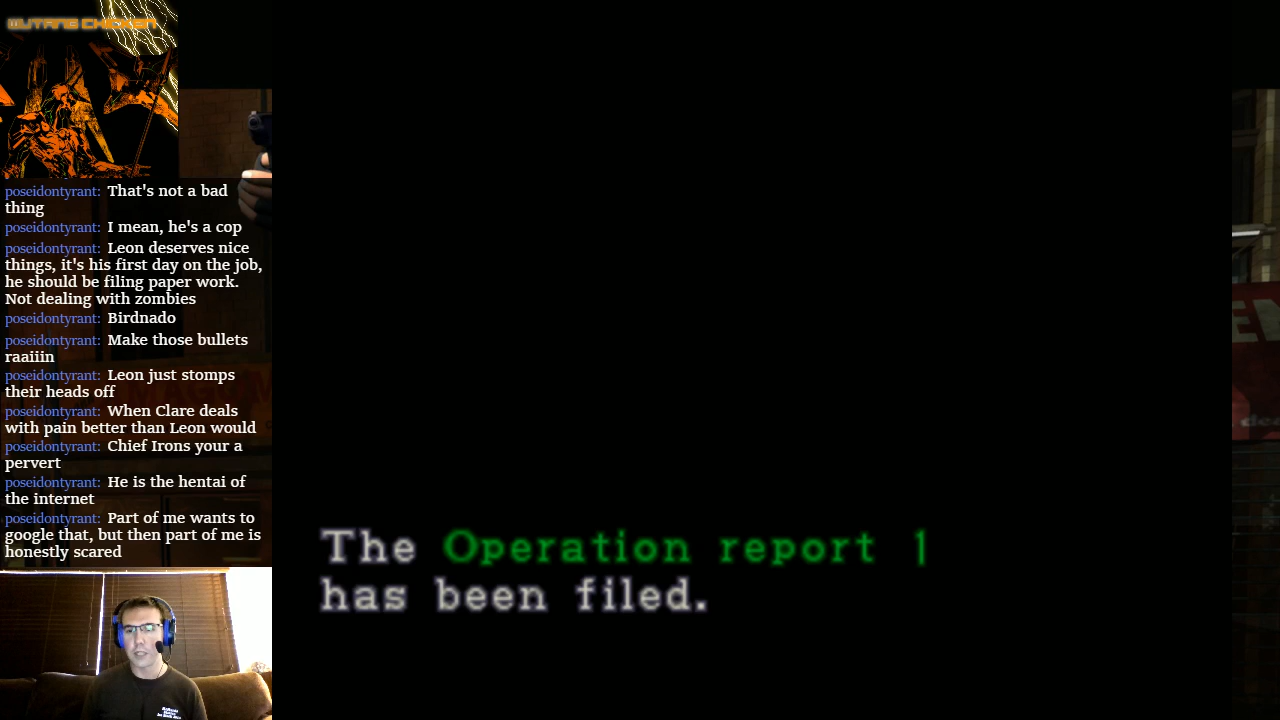 WUTANG CHICKEN
poseidontyrant: That's not a bad
thing
poseidontyrant: I mean, he's a cop
poseidontyrant: Leon deserves nice
things, it's his first day on the job,
he should be filing paper work.
Not dealing with zombies
poseidontyrant: Birdnado
poseidontyrant: Make those bullets
raaiiin
poseidontyrant: Leon just stomps
their heads off
poseidontyrant: When Clare deals
with pain better than Leon would
poseidontyrant: Chief Irons your a
pervert
poseidontyrant: He is the hentai of
the internet
poseidontyrant: Part of me wants to
google that, but then part of me is
honestly scared
The Operation report 1
has been filed.